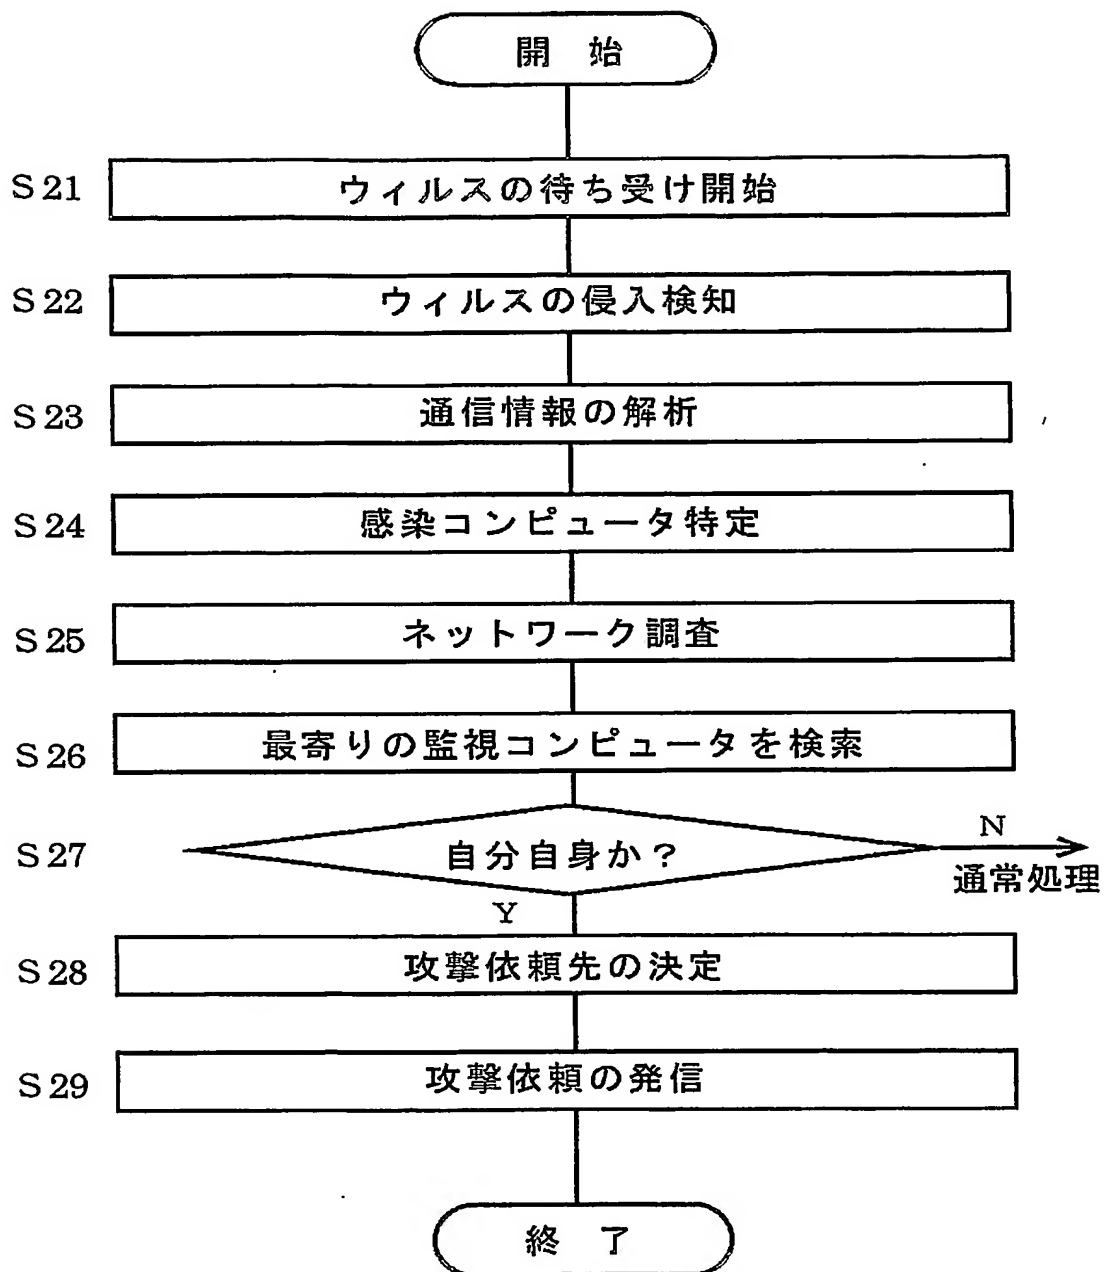 開 始
S21 ウィルスの待ち受け開始
S22 ウィルスの侵入検知
S23 通信情報の解析
S24 感染コンピュータ特定
S25 ネットワーク調査
S26 最寄りの監視コンピュータを検索
S27 自分自身か?
N
通常処理
Y
S28 攻撃依頼先の決定
S29 攻撃依頼の発信
終 了